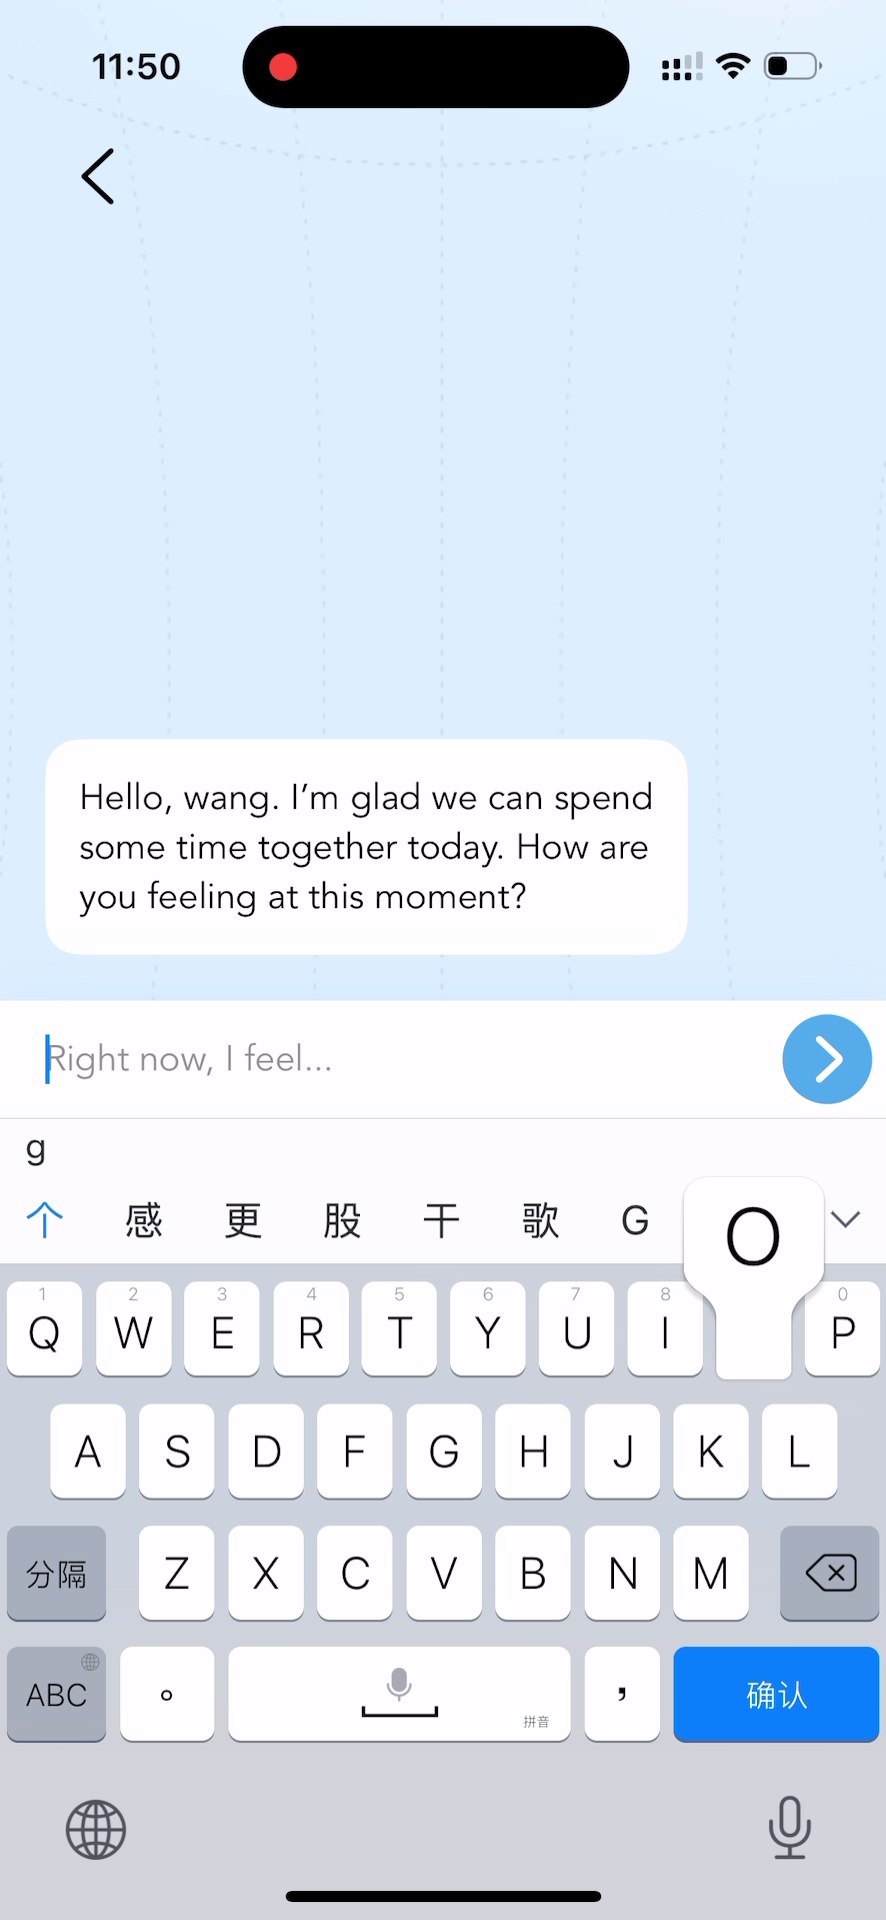 11:50
Hello, wang. I’m glad we can spend
some time together today. How are
you feeling at this moment?
Right now, I feel...
g
个 感 更 股 干 歌 G
O
1 2 3 4 5 6 7 8 0
Q W E R T Y U I P
A S D F G H J K L
分隔 Z X C V B N M
ABC 。 拼音 , 确认